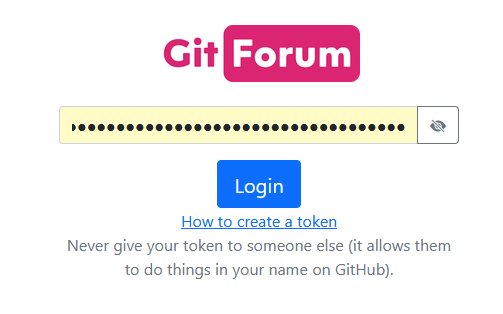 Git Forum
Login
How to create a token
Never give your token to someone else (it allows them
to do things in your name on GitHub).